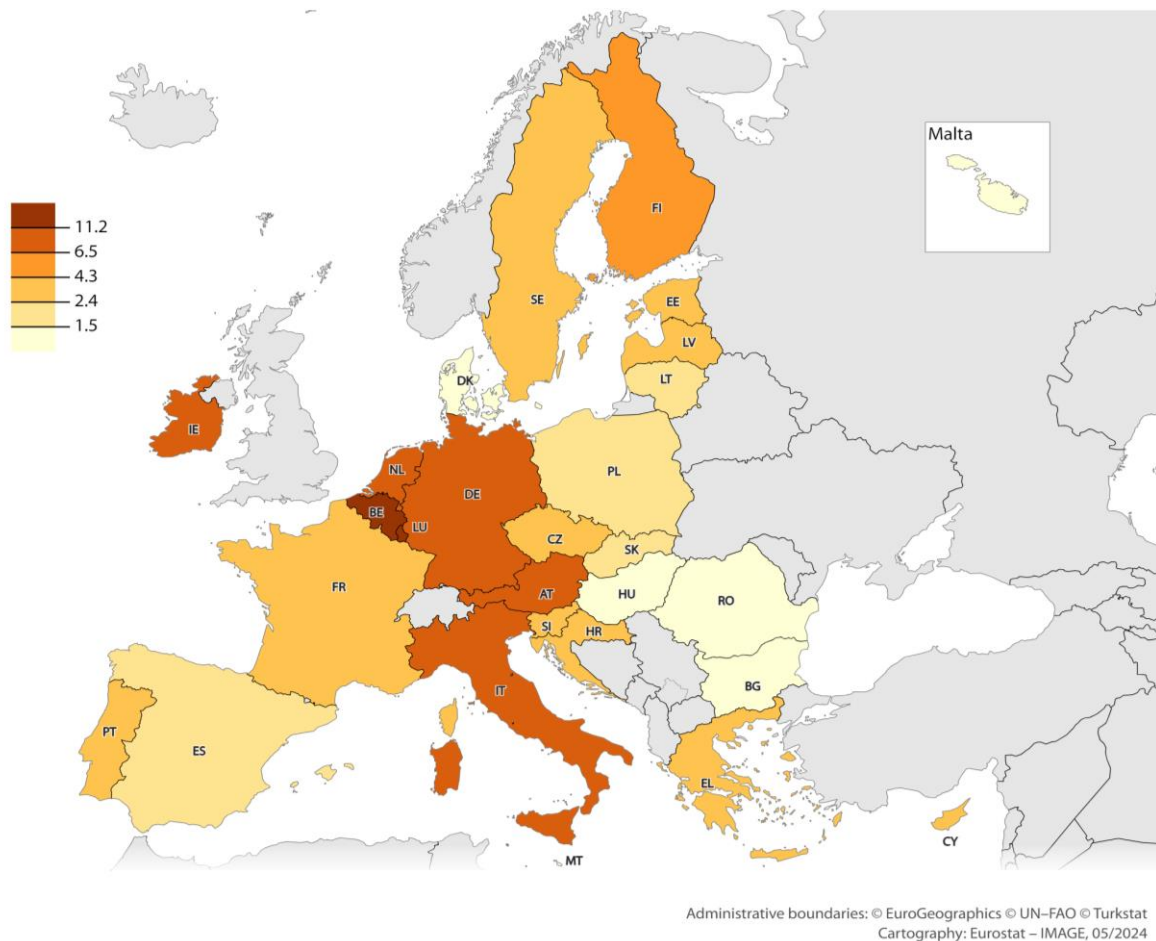 Malta
11.2
6.5
4.3
2.4
1.5
FI
SE
EE
LV
LT
DK
IE
NL
DE
PL
BE
LU
CZ
SK
FR
AT
HU
RO
SI
HR
IT
BG
PT
ES
EL
CY
MT
Administrative boundaries: © EuroGeographics © UN–FAO © Turkstat
Cartography: Eurostat – IMAGE, 05/2024